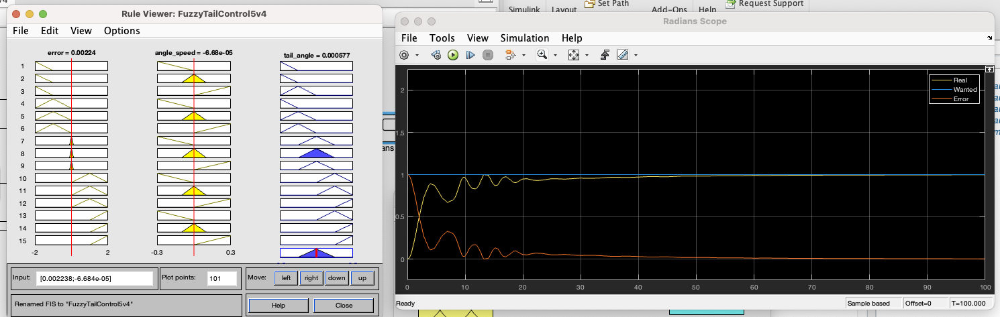 Simulink
Layout
Set Path
Add-Ons
Help
Request Support
Rule Viewer: FuzzyTailControl5v4
File Edit View Options
error = 0.00224
angle_speed = -6.68e-05
tail_angle = 0.000577
1
2
3
4
5
6
7
8
9
10
11
12
13
14
15
-2 2
-0.3 0.3
Input: [0.002238;-6.684e-05]
Plot points: 101
Move: left right down up
Renamed FIS to "FuzzyTailControl5v4"
Help Close
Radians Scope
File Tools View Simulation Help
Real
Wanted
Error
2
1.5
1
0.5
0
0 10 20 30 40 50 60 70 80 90 100
Ready
Sample based Offset=0 T=100.000